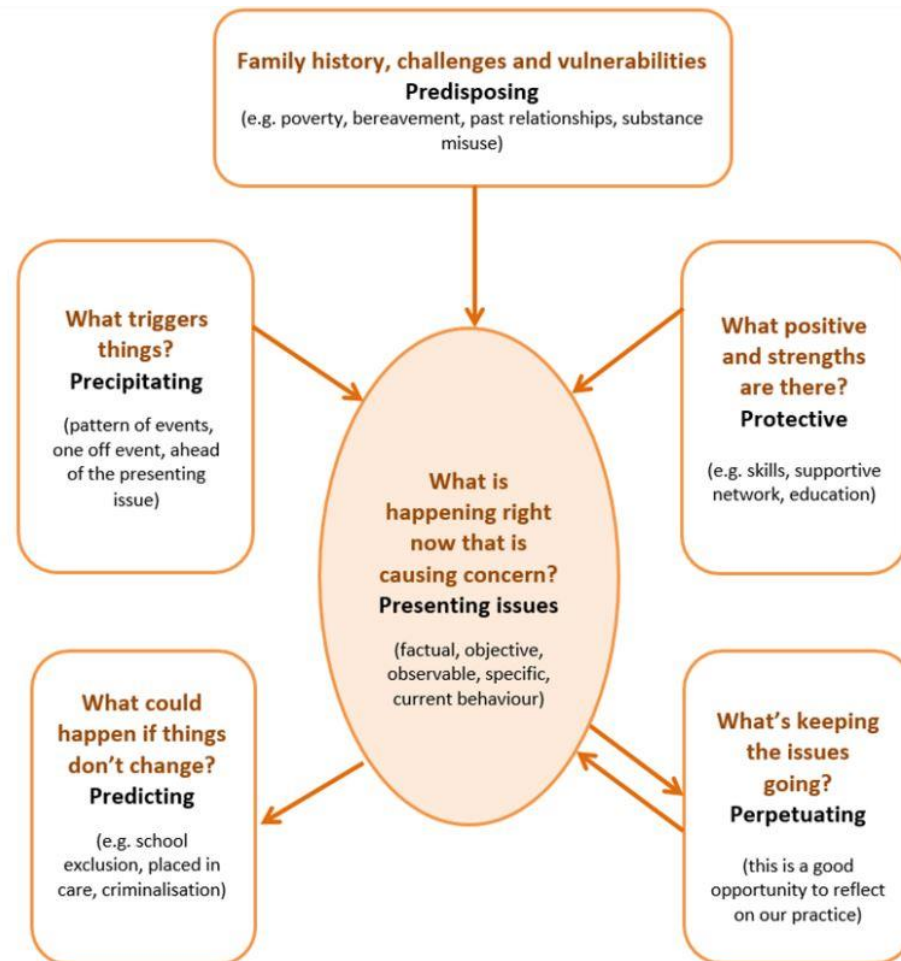 Family history, challenges and vulnerabilities
Predisposing
(e.g. poverty, bereavement, past relationships, substance
misuse)
What triggers
things?
Precipitating
(pattern of events,
one off event, ahead
of the presenting
issue)
What positive
and strengths
are there?
Protective
(e.g. skills, supportive
network, education)
What is
happening right
now that is
causing concern?
Presenting issues
(factual, objective,
observable, specific,
current behaviour)
What could
happen if things
don't change?
Predicting
(e.g. school
exclusion, placed in
care, criminalisation)
What's keeping
the issues
going?
Perpetuating
(this is a good
opportunity to reflect
on our practice)